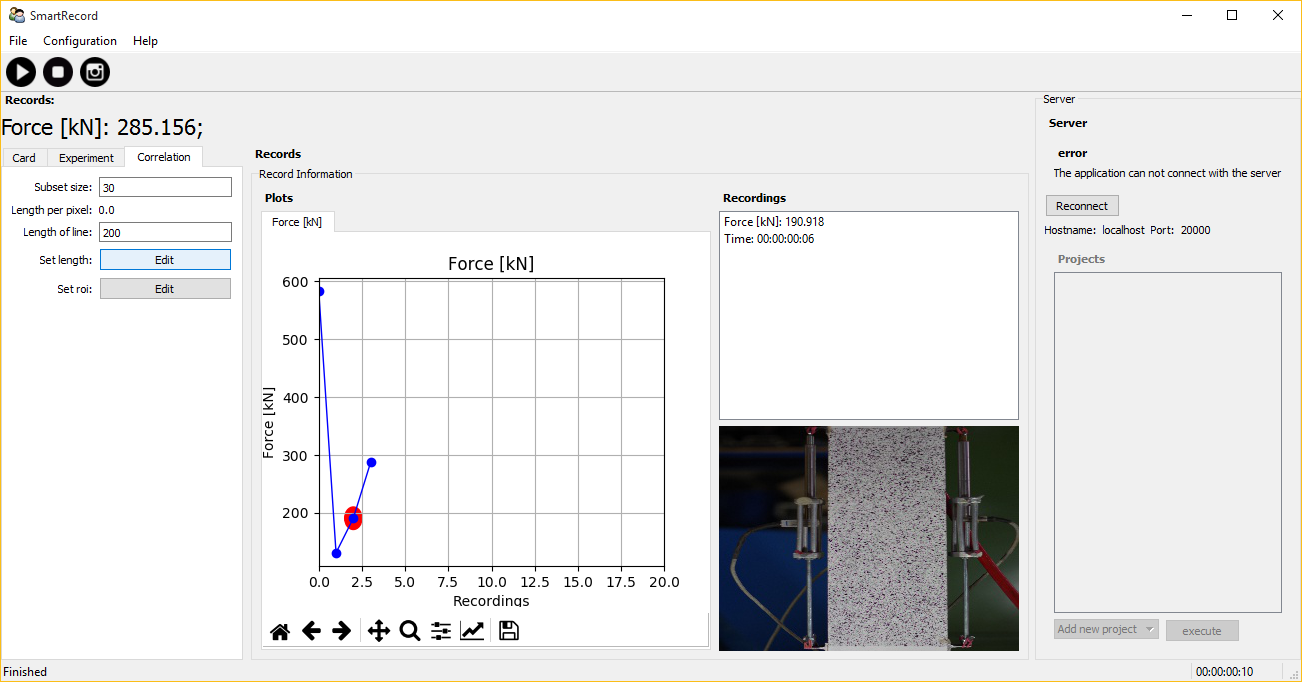 SmartRecord
File Configuration Help
Records:
Force [kN]: 285.156;
Card Experiment Correlation
Subset size: 30
Length per pixel: 0.0
Length of line: 200
Set length: Edit
Set roi: Edit
Records
Record Information
Plots
Force [kN]
Force [kN]
600
500
400
300
200
Force [kN]
0.0 2.5 5.0 7.5 10.0 12.5 15.0 17.5 20.0
Recordings
Recordings
Force [kN]: 190.918
Time: 00:00:00:06
Server
Server
error
The application can not connect with the server
Reconnect
Hostname: localhost Port: 20000
Projects
Add new project execute
Finished 00:00:00:10